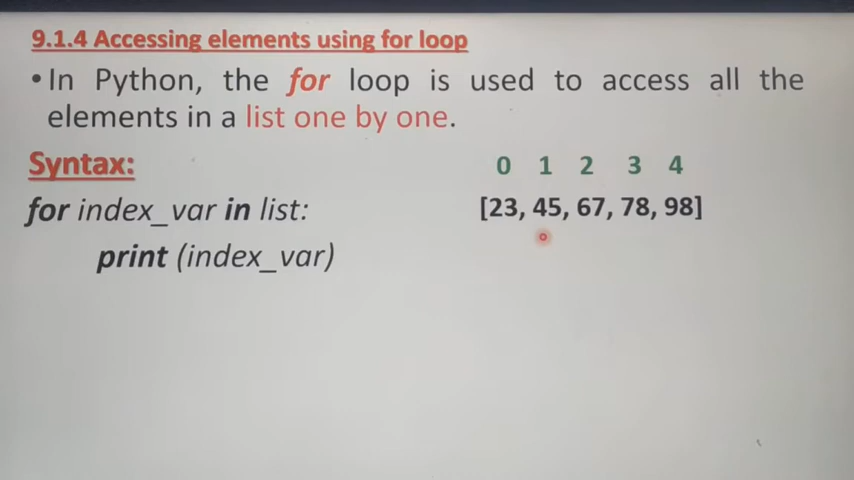 9.1.4 Accessing elements using for loop
•In Python, the for loop is used to access all the
elements in a list one by one.
Syntax:
for index_var in list:
print (index_var)
0 1 2 3 4
[23, 45, 67, 78, 98]